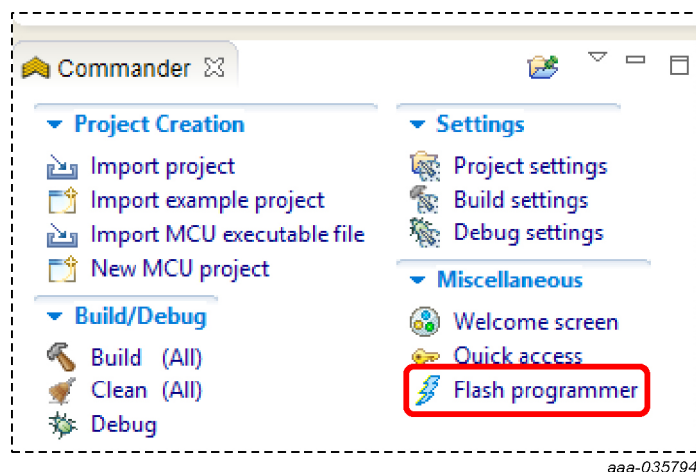 Commander
Project Creation
Import project
Import example project
Import MCU executable file
New MCU project
Build/Debug
Build (All)
Clean (All)
Debug
Settings
Project settings
Build settings
Debug settings
Miscellaneous
Welcome screen
Quick access
Flash programmer
aaa-035794